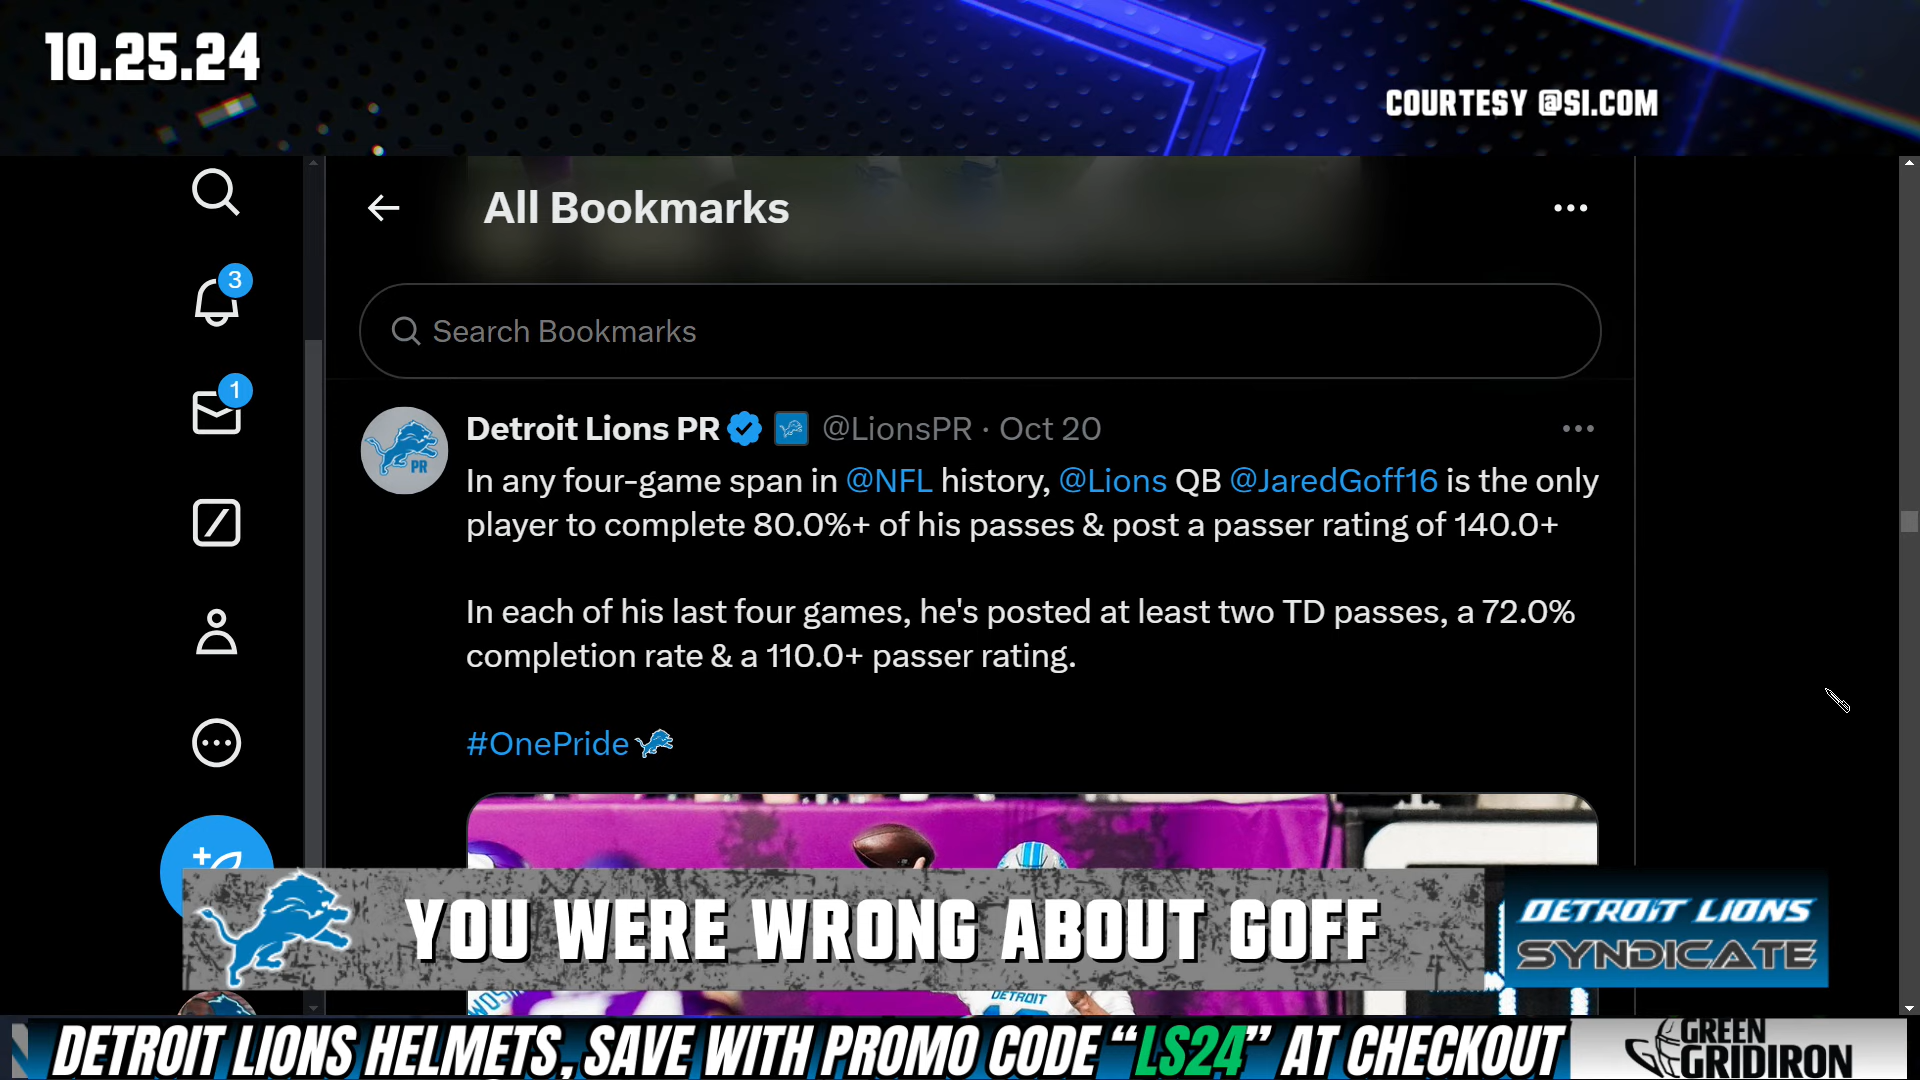 10.25.24
COURTESY @SI.COM
All Bookmarks
3
Search Bookmarks
1
Detroit Lions PR @LionsPR · Oct 20
PR
In any four-game span in @NFL history, @Lions QB @JaredGoff16 is the only
player to complete 80.0%+ of his passes & post a passer rating of 140.0+
In each of his last four games, he's posted at least two TD passes, a 72.0%
completion rate & a 110.0+ passer rating.
#OnePride
YOU WERE WRONG ABOUT GOFF
DETROIT LIONS
SYNDICATE
DETROIT
DETROIT LIONS HELMETS, SAVE WITH PROMO CODE “LS24” AT CHECKOUT
GREEN
GRIDIRON